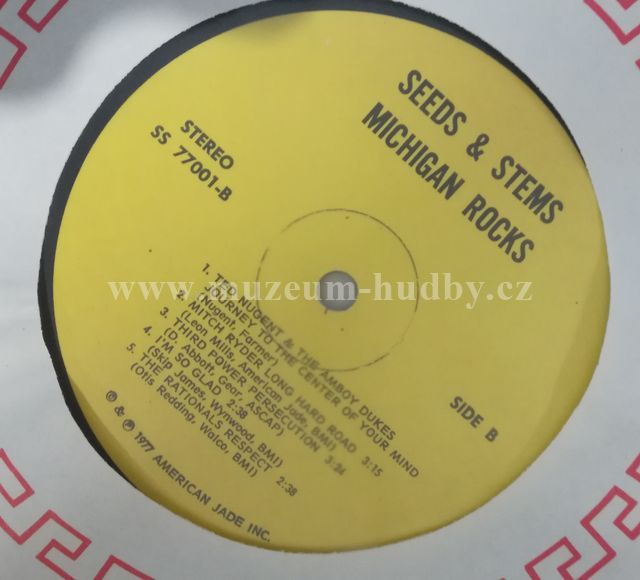 SEEDS & STEMS
MICHIGAN ROCKS
STEREO
SS 77001-B
SIDE B
1. TED NUGENT & THE AMBOY DUKES
JOURNEY TO THE CENTER OF YOUR MIND
(Nugent, Farmer)
2. MITCH RYDER LONG HARD ROAD 3:15
(Leon Mills, American Jade, BMI)
3. THIRD POWER PERSECUTION 3:24
(D. Abbott, Gear, ASCAP)
4. I'M SO GLAD 2:38
(Skip James, Wynwood, BMI)
5. THE RATIONALS RESPECT 2:38
(Otis Redding, Walco, BMI)
© & ℗ 1977 AMERICAN JADE INC.
www.muzeum-hudby.cz